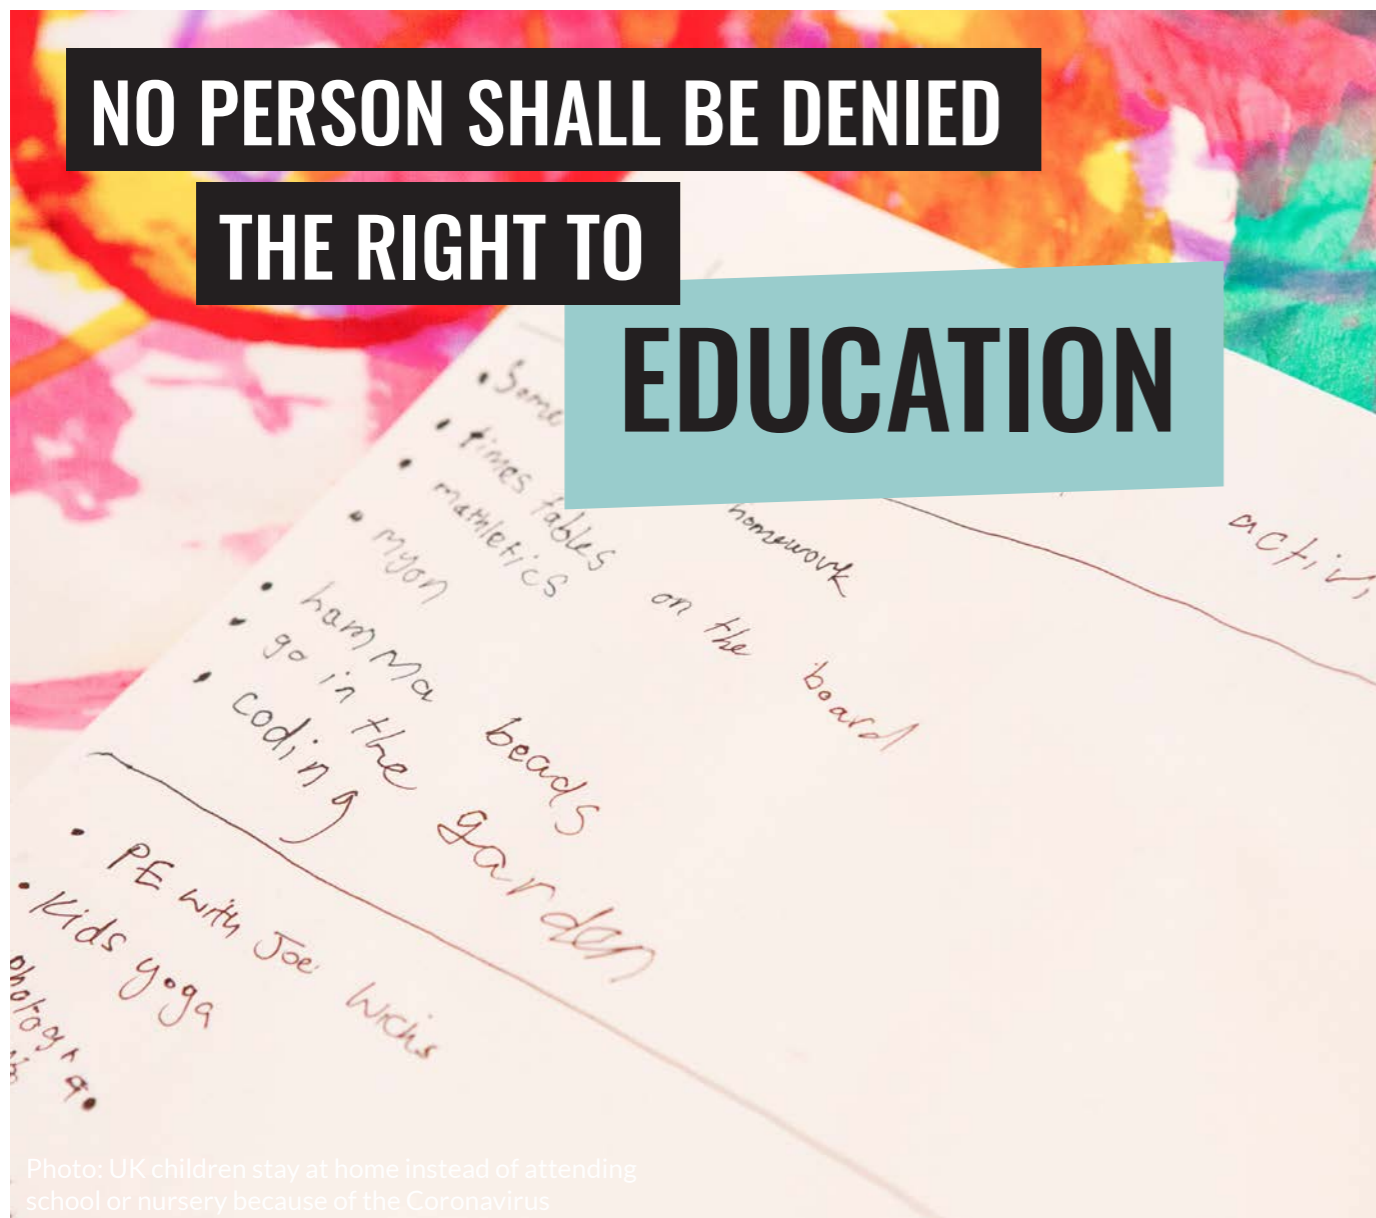 NO PERSON SHALL BE DENIED
THE RIGHT TO
EDUCATION
activi
• Some
homework
• times tables on the board
• mathletics
• myon
• hamma beads
• go in the garden
• coding
• PE with Joe Wicks
• Kids yoga
Photo: UK children stay at home instead of attending
school or nursery because of the Coronavirus